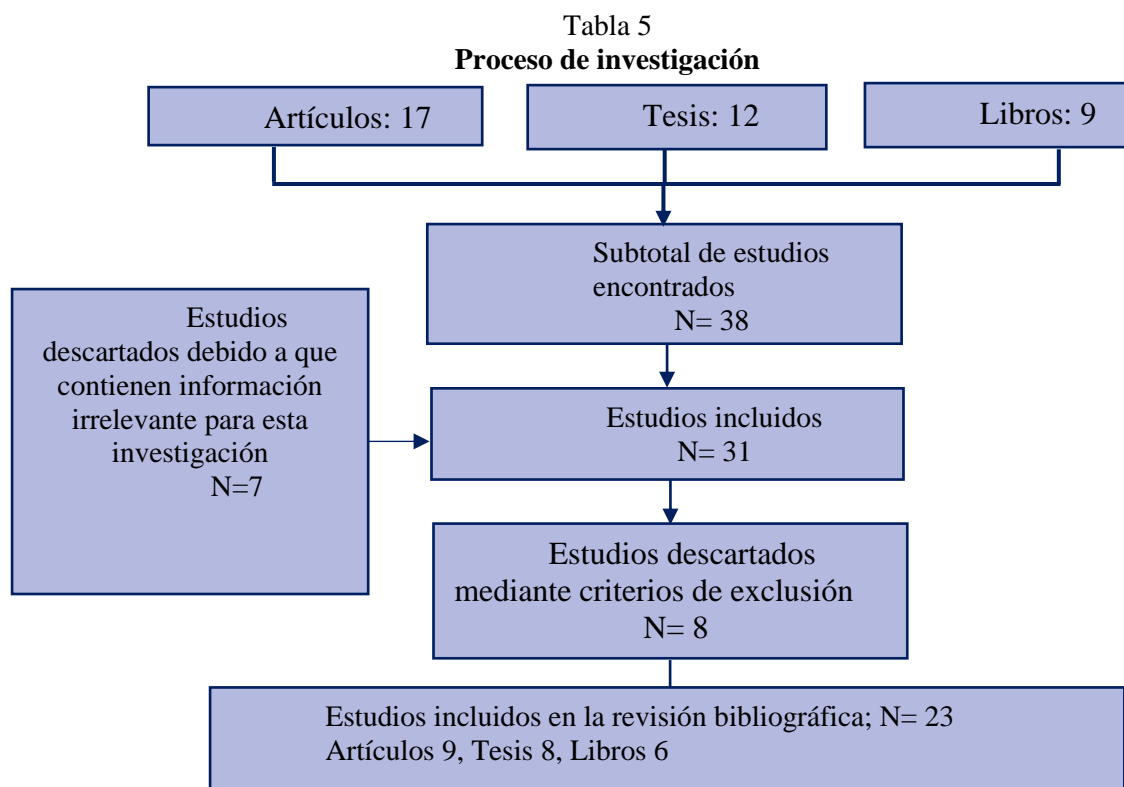 Tabla 5
Proceso de investigación
Artículos: 17
Tesis: 12
Libros: 9
Subtotal de estudios
encontrados
N= 38
Estudios
descartados debido a que
contienen información
irrelevante para esta
investigación
N=7
Estudios incluidos
N= 31
Estudios descartados
mediante criterios de exclusión
N= 8
Estudios incluidos en la revisión bibliográfica; N= 23
Artículos 9, Tesis 8, Libros 6